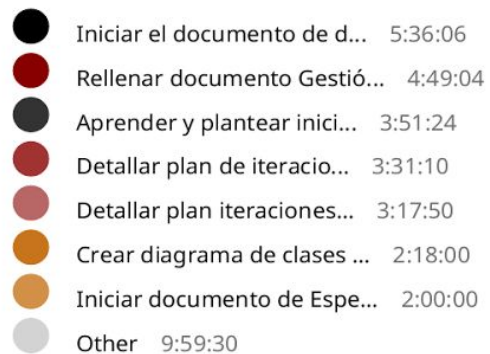 Iniciar el documento de d... 5:36:06
Rellenar documento Gestió... 4:49:04
Aprender y plantear inici... 3:51:24
Detallar plan de iteracio... 3:31:10
Detallar plan iteraciones... 3:17:50
Crear diagrama de clases ... 2:18:00
Iniciar documento de Espe... 2:00:00
Other 9:59:30